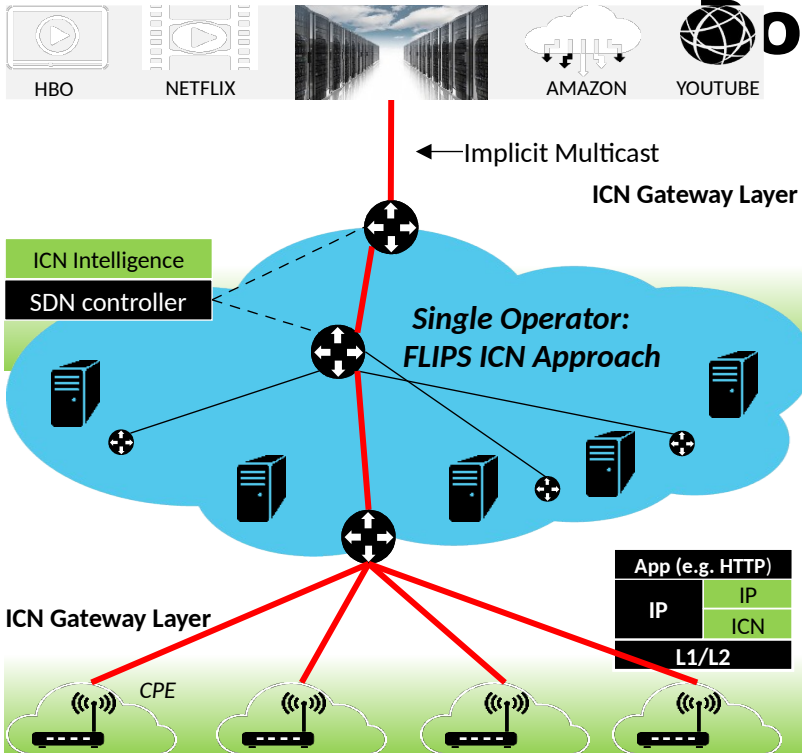 HBO
NETFLIX
AMAZON
YOUTUBE
Implicit Multicast
ICN Gateway Layer
ICN Intelligence
SDN controller
Single Operator:
FLIPS ICN Approach
App (e.g. HTTP)
IP
IP
ICN
L1/L2
ICN Gateway Layer
CPE